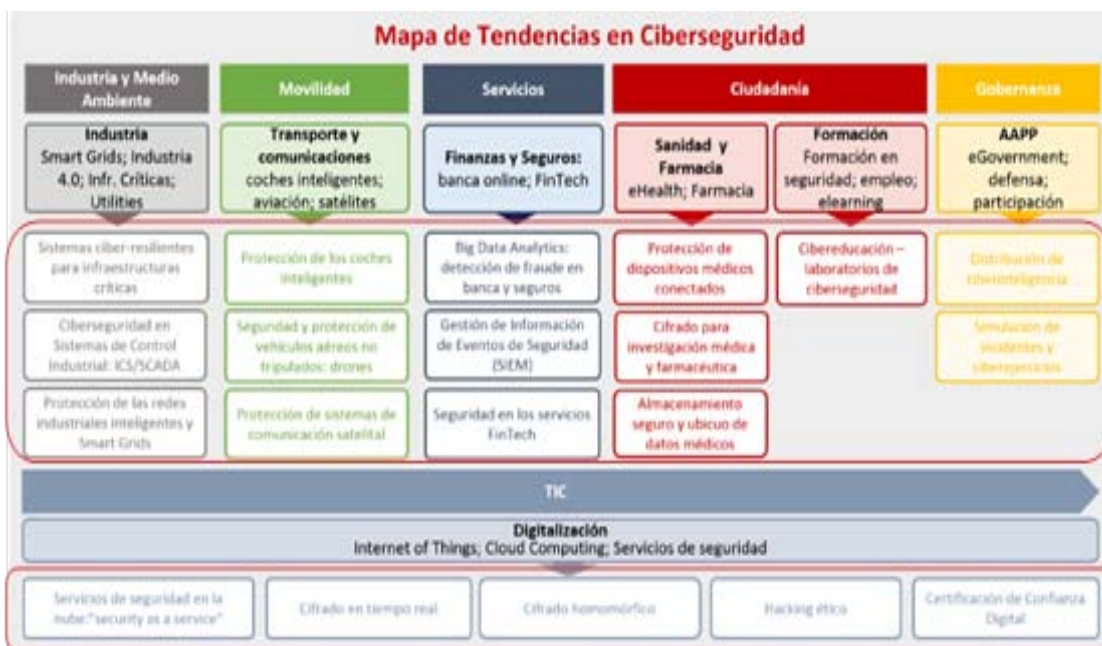 Mapa de Tendencias en Ciberseguridad
Industria y Medio
Ambiente
Movilidad
Servicios
Ciudadanía
Gobernanza
Industria
Smart Grids; Industria
4.0; Infr. Críticas;
Utilities
Transporte y
comunicaciones
coches inteligentes;
aviación; satélites
Finanzas y Seguros:
banca online; FinTech
Sanidad y
Farmacia
eHealth; Farmacia
Formación
Formación en
seguridad; empleo;
elearning
AAPP
eGovernment;
defensa;
participación
Sistemas ciber-resilientes
para infraestructuras
críticas
Protección de los coches
inteligentes
Big Data Analytics:
detección de fraude en
banca y seguros
Protección de
dispositivos médicos
conectados
Cibereducación –
laboratorios de
ciberseguridad
Distribución de
ciberinteligencia
Ciberseguridad en
Sistemas de Control
Industrial: ICS/SCADA
Seguridad y protección de
vehículos aéreos no
tripulados: drones
Gestión de Información
de Eventos de Seguridad
(SIEM)
Cifrado para
investigación médica
y farmacéutica
Simulación de
incidentes y
ciberejercicios
Protección de las redes
industriales inteligentes y
Smart Grids
Protección de sistemas de
comunicación satelital
Seguridad en los servicios
FinTech
Almacenamiento
seguro y ubicuo de
datos médicos
TIC
Digitalización
Internet of Things; Cloud Computing; Servicios de seguridad
Servicios de seguridad en la
nube:"security as a service"
Cifrado en tiempo real
Cifrado homomórfico
Hacking ético
Certificación de Confianza
Digital